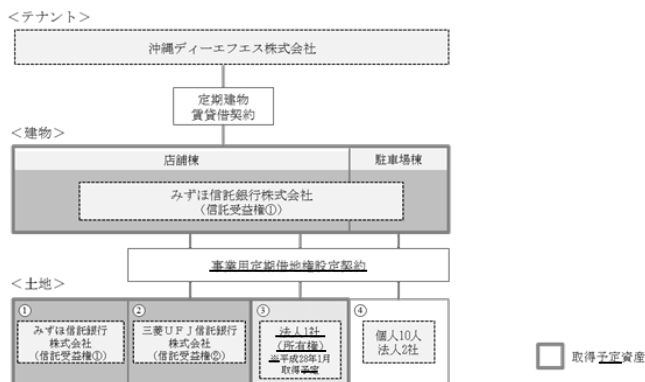 ＜テナント＞
沖縄ディーエフエス株式会社
定期建物
賃貸借契約
＜建物＞
店舗棟
駐車場棟
みずほ信託銀行株式会社
(信託受益権①)
事業用定期借地権設定契約
＜土地＞
①
みずほ信託銀行
株式会社
(信託受益権①)
②
三菱ＵＦＪ信託銀行
株式会社
(信託受益権②)
③
法人1社
(所有権)
※平成28年1月
取得予定
④
個人10人
法人2社
取得予定資産